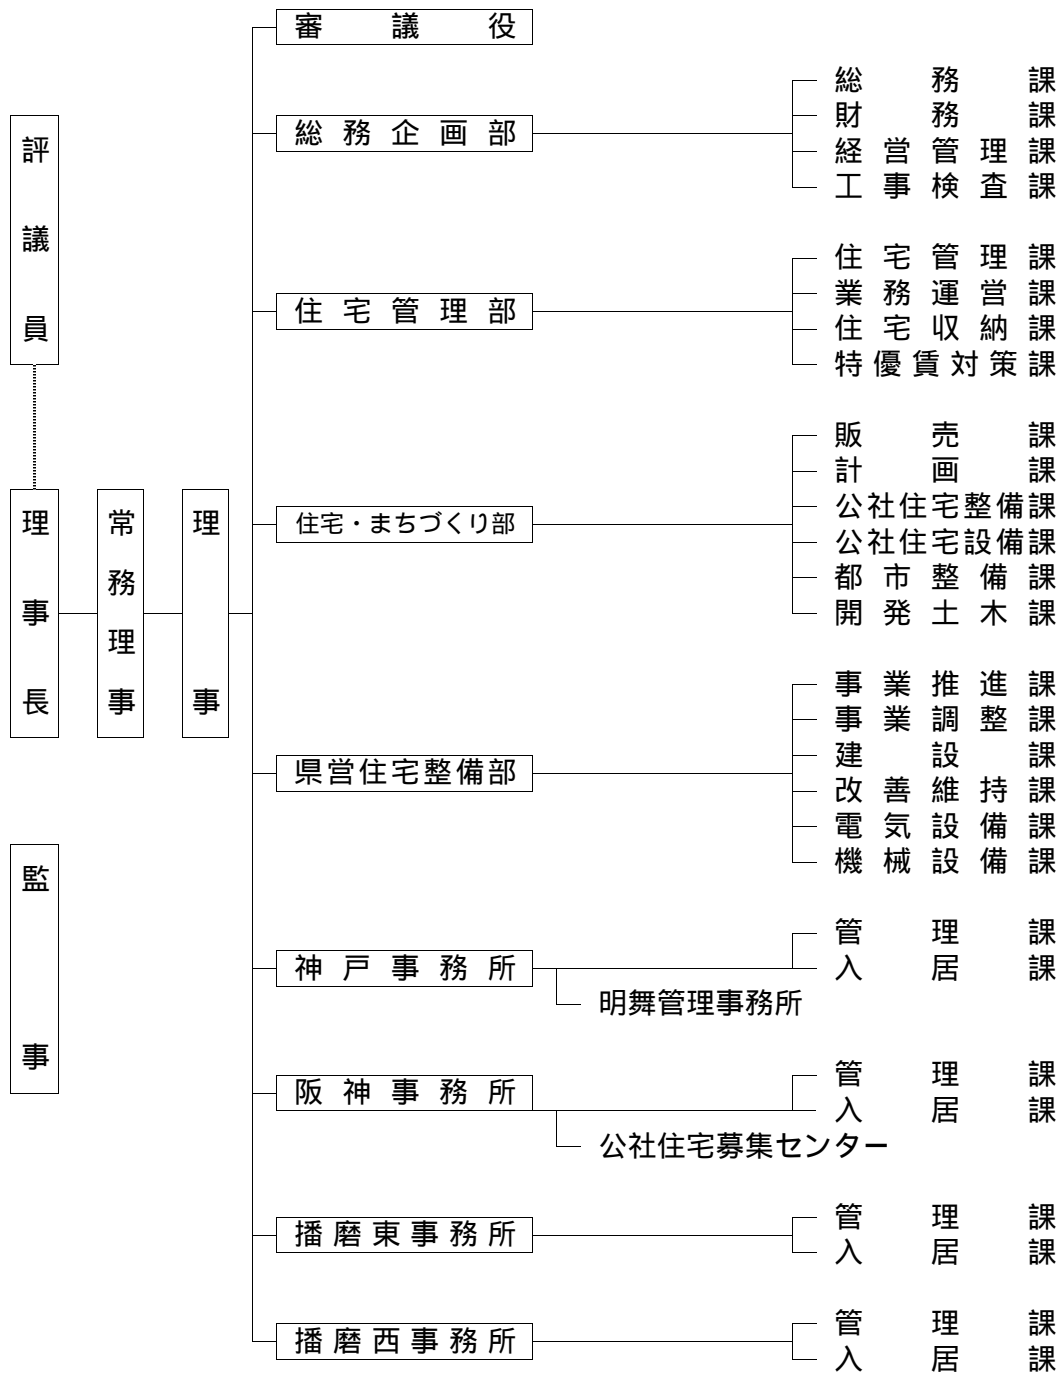 評議員
理事長
常務理事
理事
監事
審議役
総務企画部
総務課
財務課
経営管理課
工事検査課
住宅管理部
住宅管理課
業務運営課
住宅収納課
特優賃対策課
住宅・まちづくり部
販売課
計画課
公社住宅整備課
公社住宅設備課
都市整備課
開発土木課
県営住宅整備部
事業推進課
事業調整課
建設課
改善維持課
電気設備課
機械設備課
神戸事務所
管理課
入居課
明舞管理事務所
阪神事務所
管理課
入居課
公社住宅募集センター
播磨東事務所
管理課
入居課
播磨西事務所
管理課
入居課